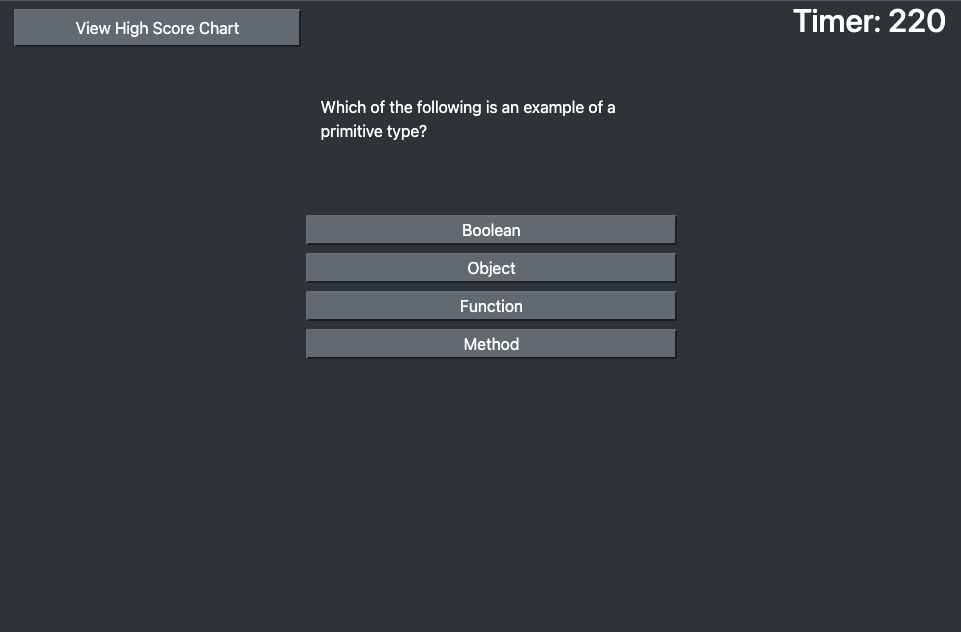 View High Score Chart
Timer: 220
Which of the following is an example of a
primitive type?
Boolean
Object
Function
Method